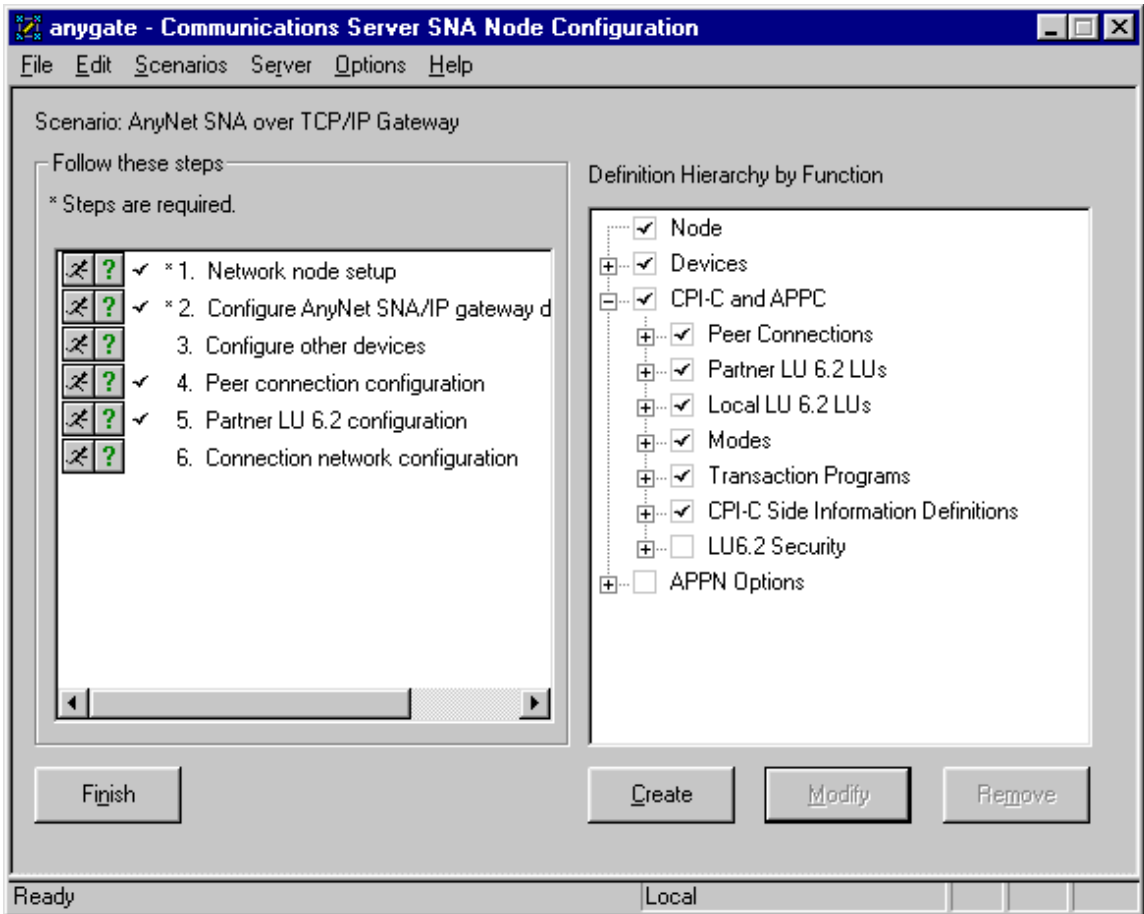 anygate - Communications Server SNA Node Configuration
File Edit Scenarios Server Options Help
Scenario: AnyNet SNA over TCP/IP Gateway
Follow these steps
* Steps are required.
? * 1. Network node setup
? * 2. Configure AnyNet SNA/IP gateway d
? 3. Configure other devices
? 4. Peer connection configuration
? 5. Partner LU 6.2 configuration
? 6. Connection network configuration
Finish
Definition Hierarchy by Function
Node
Devices
CPI-C and APPC
Peer Connections
Partner LU 6.2 LUs
Local LU 6.2 LUs
Modes
Transaction Programs
CPI-C Side Information Definitions
LU6.2 Security
APPN Options
Create Modify Remove
Ready Local